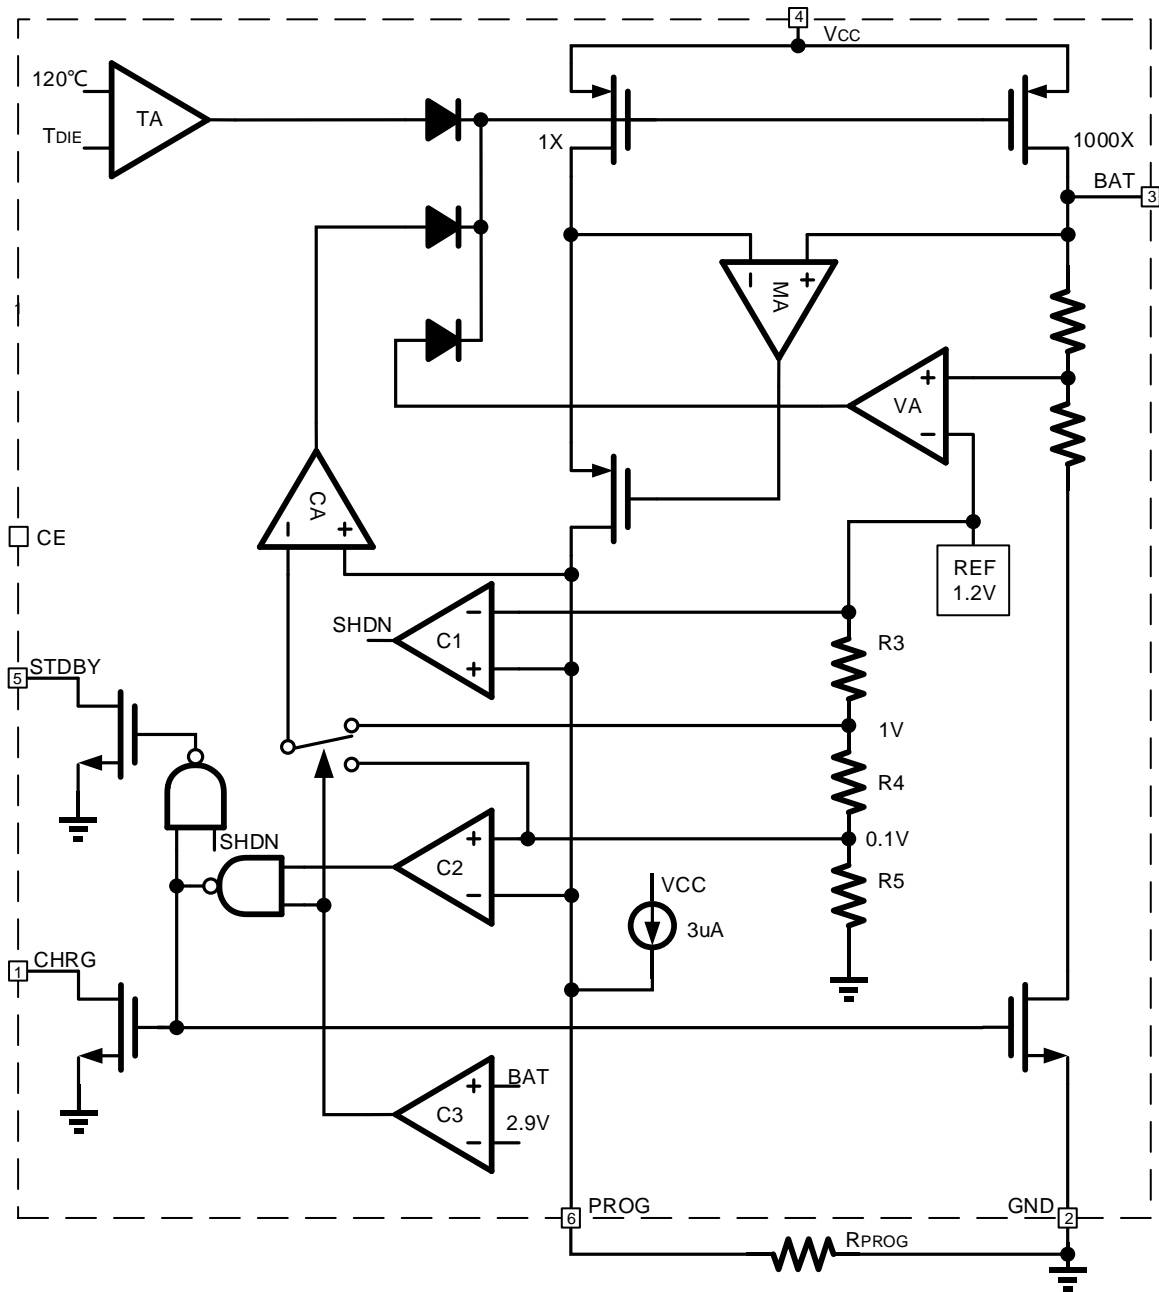 4
VCC
120℃
TDIE
TA
1X
1000X
BAT
3
− +
MA
+
VA
−
CA
− +
CE
REF
1.2V
SHDN
−
C1
+
R3
STDBY
5
1V
R4
SHDN
+
C2
−
0.1V
R5
VCC
3uA
CHRG
1
+
BAT
C3
2.9V
−
PROG
6
GND
2
RPROG